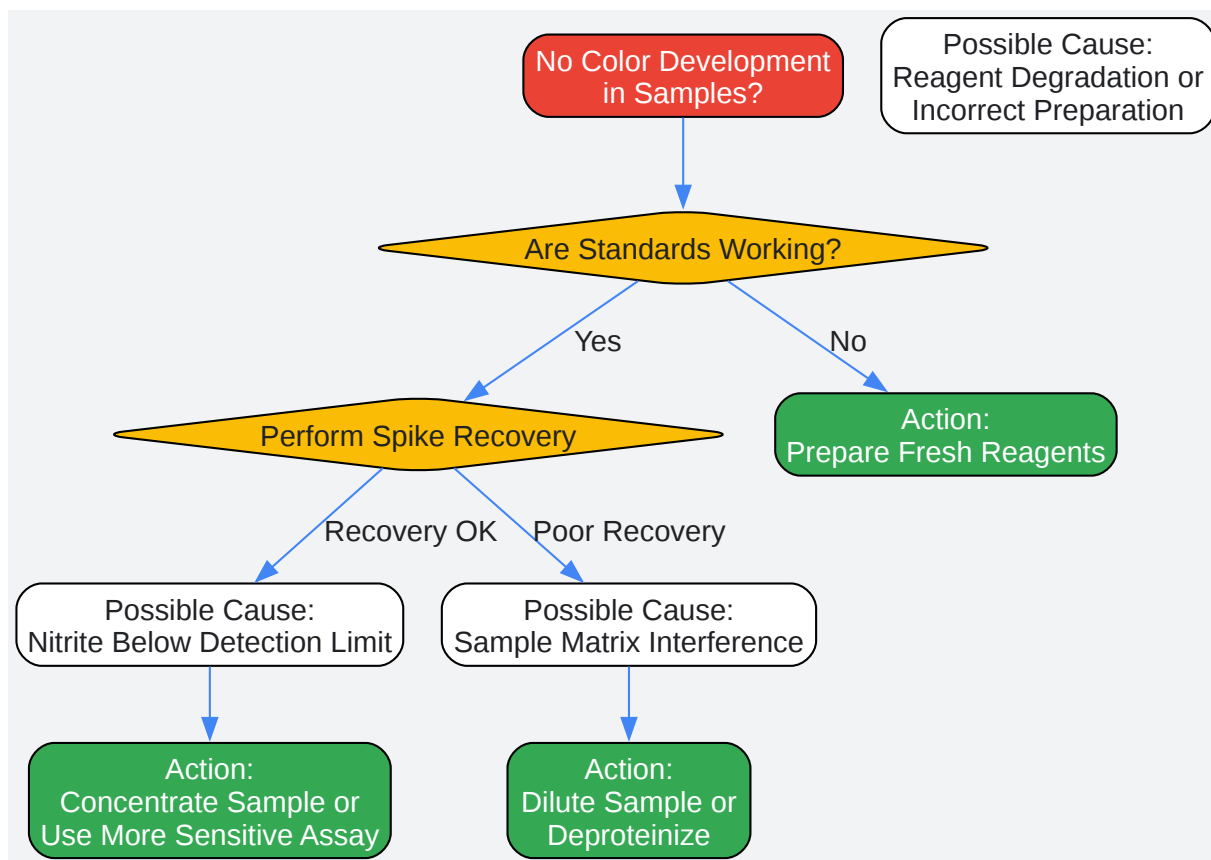 No Color Development
in Samples?
Possible Cause:
Reagent Degradation or
Incorrect Preparation
Are Standards Working?
Yes
No
Perform Spike Recovery
Action:
Prepare Fresh Reagents
Recovery OK
Poor Recovery
Possible Cause:
Nitrite Below Detection Limit
Possible Cause:
Sample Matrix Interference
Action:
Concentrate Sample or
Use More Sensitive Assay
Action:
Dilute Sample or
Deproteinize